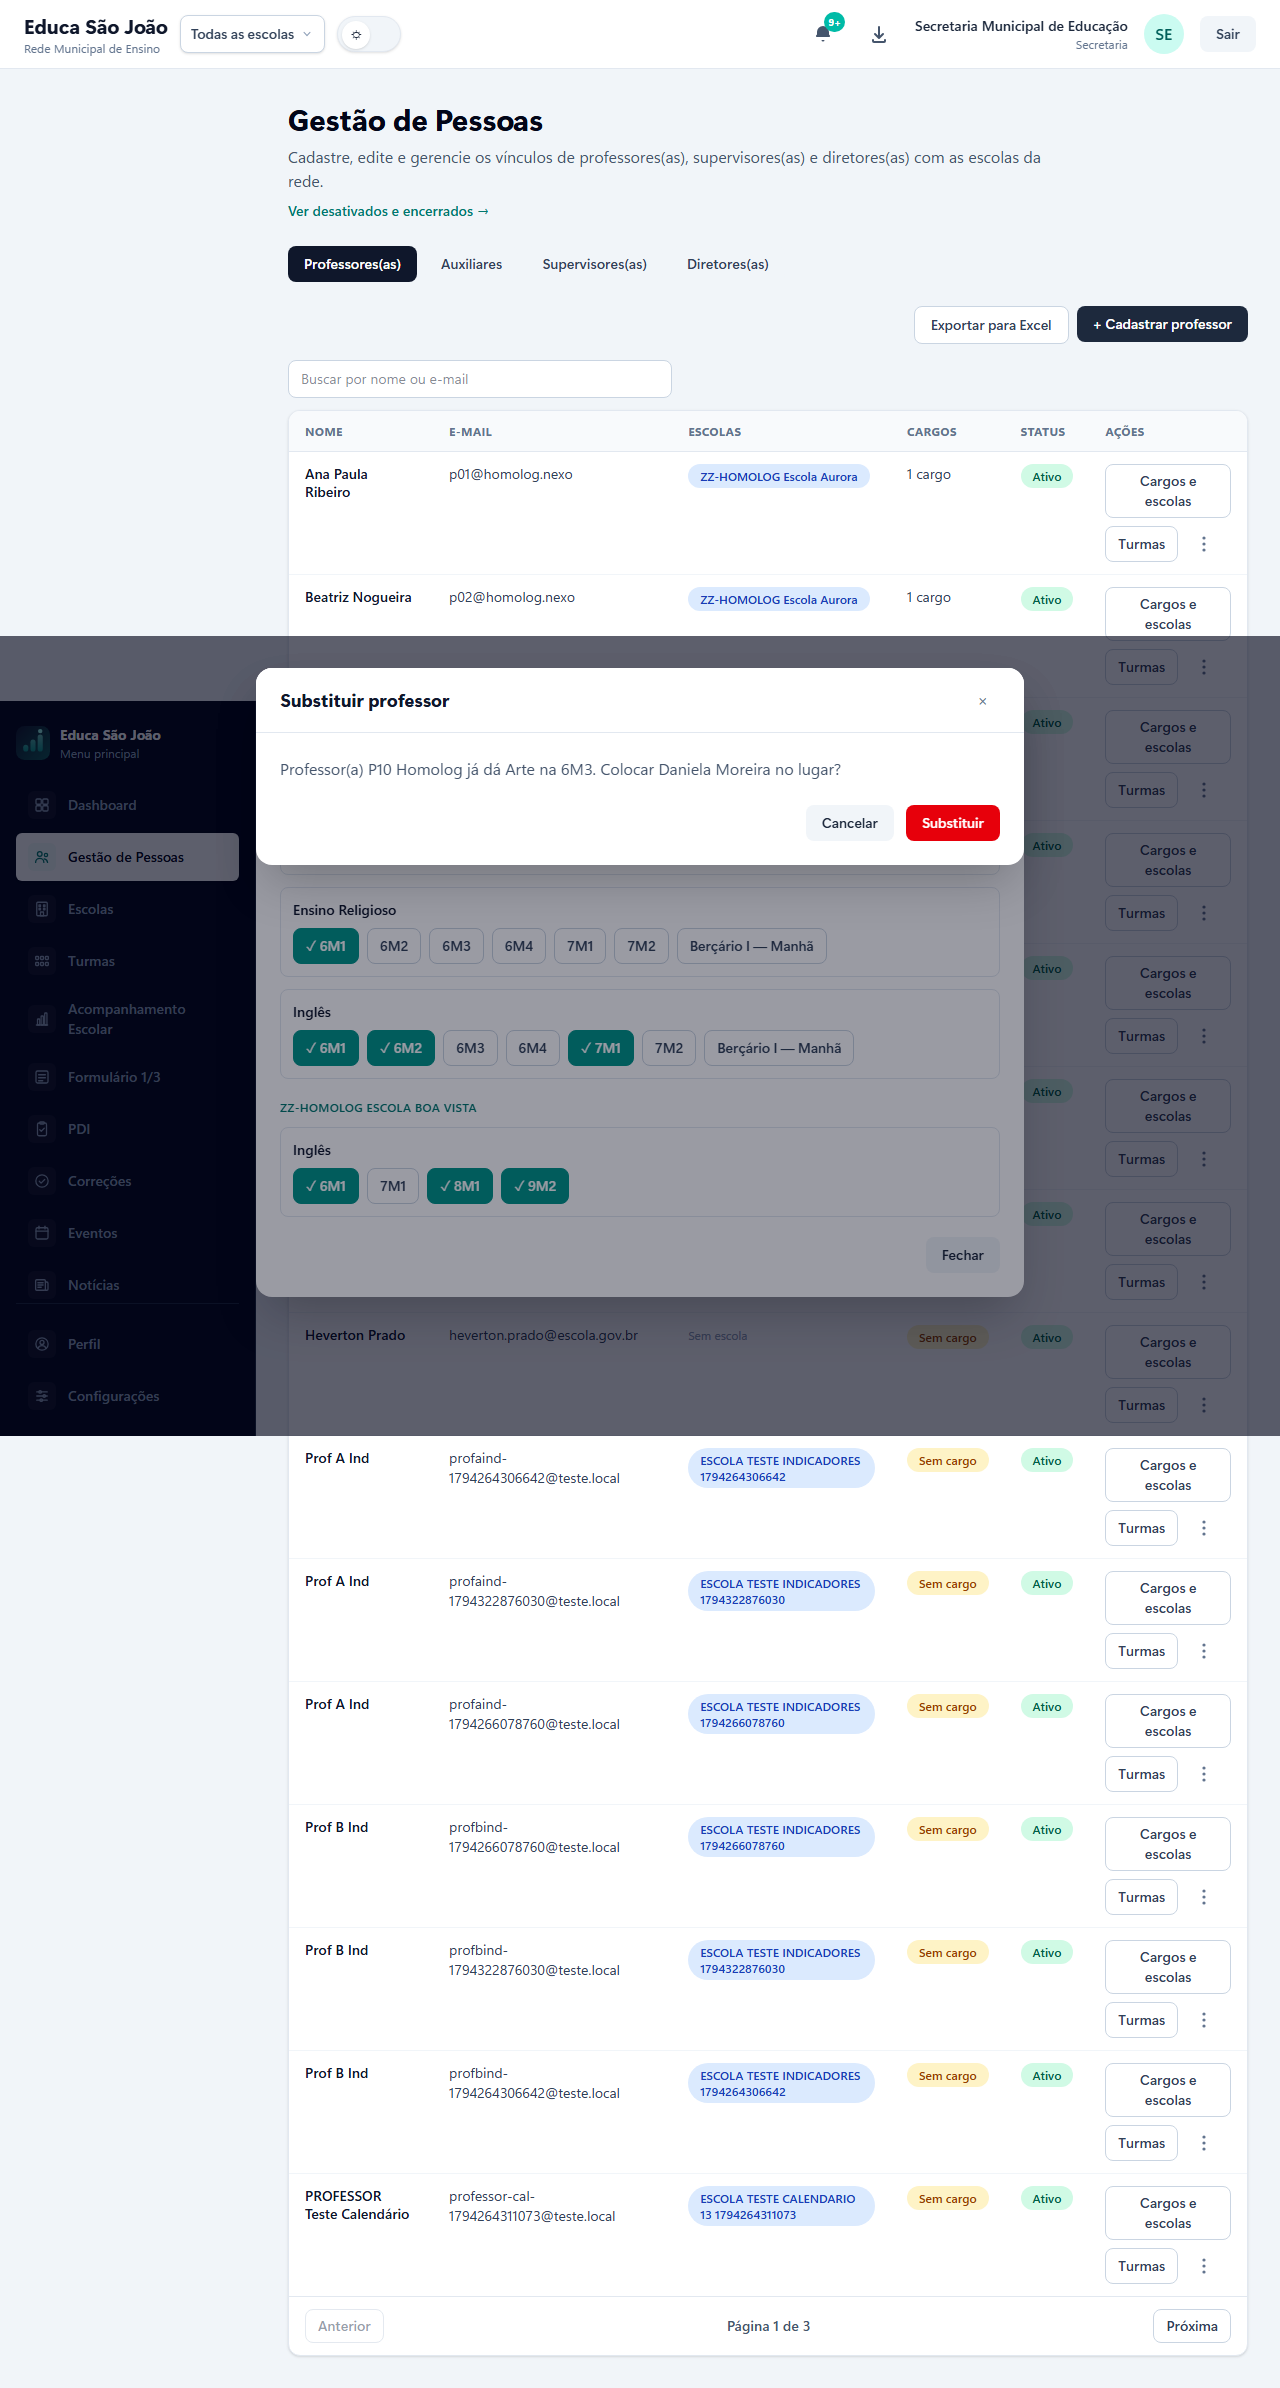 Educa São João
Rede Municipal de Ensino
Todas as escolas
9+
Secretaria Municipal de Educação
Secretaria
SE
Sair
Gestão de Pessoas
Cadastre, edite e gerencie os vínculos de professores(as), supervisores(as) e diretores(as) com as escolas da
rede.
Ver desativados e encerrados →
Professores(as)
Auxiliares
Supervisores(as)
Diretores(as)
Exportar para Excel
+ Cadastrar professor
Buscar por nome ou e-mail
NOME
E-MAIL
ESCOLAS
CARGOS
STATUS
AÇÕES
Ana Paula
Ribeiro
p01@homolog.nexo
ZZ-HOMOLOG Escola Aurora
1 cargo
Ativo
Cargos e
escolas
Turmas
Beatriz Nogueira
p02@homolog.nexo
ZZ-HOMOLOG Escola Aurora
1 cargo
Ativo
Cargos e
escolas
Turmas
Substituir professor
×
Professor(a) P10 Homolog já dá Arte na 6M3. Colocar Daniela Moreira no lugar?
Cancelar
Substituir
Ensino Religioso
✓ 6M1
6M2
6M3
6M4
7M1
7M2
Berçário I — Manhã
Inglês
✓ 6M1
✓ 6M2
6M3
6M4
✓ 7M1
7M2
Berçário I — Manhã
ZZ-HOMOLOG ESCOLA BOA VISTA
Inglês
✓ 6M1
7M1
✓ 8M1
✓ 9M2
Fechar
Educa São João
Menu principal
Dashboard
Gestão de Pessoas
Escolas
Turmas
Acompanhamento
Escolar
Formulário 1/3
PDI
Correções
Eventos
Notícias
Perfil
Configurações
Ativo
Cargos e
escolas
Turmas
Ativo
Cargos e
escolas
Turmas
Ativo
Cargos e
escolas
Turmas
Ativo
Cargos e
escolas
Turmas
Ativo
Cargos e
escolas
Turmas
Heverton Prado
heverton.prado@escola.gov.br
Sem escola
Sem cargo
Ativo
Cargos e
escolas
Turmas
Prof A Ind
profaind-
1794264306642@teste.local
ESCOLA TESTE INDICADORES
1794264306642
Sem cargo
Ativo
Cargos e
escolas
Turmas
Prof A Ind
profaind-
1794322876030@teste.local
ESCOLA TESTE INDICADORES
1794322876030
Sem cargo
Ativo
Cargos e
escolas
Turmas
Prof A Ind
profaind-
1794266078760@teste.local
ESCOLA TESTE INDICADORES
1794266078760
Sem cargo
Ativo
Cargos e
escolas
Turmas
Prof B Ind
profbind-
1794266078760@teste.local
ESCOLA TESTE INDICADORES
1794266078760
Sem cargo
Ativo
Cargos e
escolas
Turmas
Prof B Ind
profbind-
1794322876030@teste.local
ESCOLA TESTE INDICADORES
1794322876030
Sem cargo
Ativo
Cargos e
escolas
Turmas
Prof B Ind
profbind-
1794264306642@teste.local
ESCOLA TESTE INDICADORES
1794264306642
Sem cargo
Ativo
Cargos e
escolas
Turmas
PROFESSOR
Teste Calendário
professor-cal-
1794264311073@teste.local
ESCOLA TESTE CALENDARIO
13 1794264311073
Sem cargo
Ativo
Cargos e
escolas
Turmas
Anterior
Página 1 de 3
Próxima